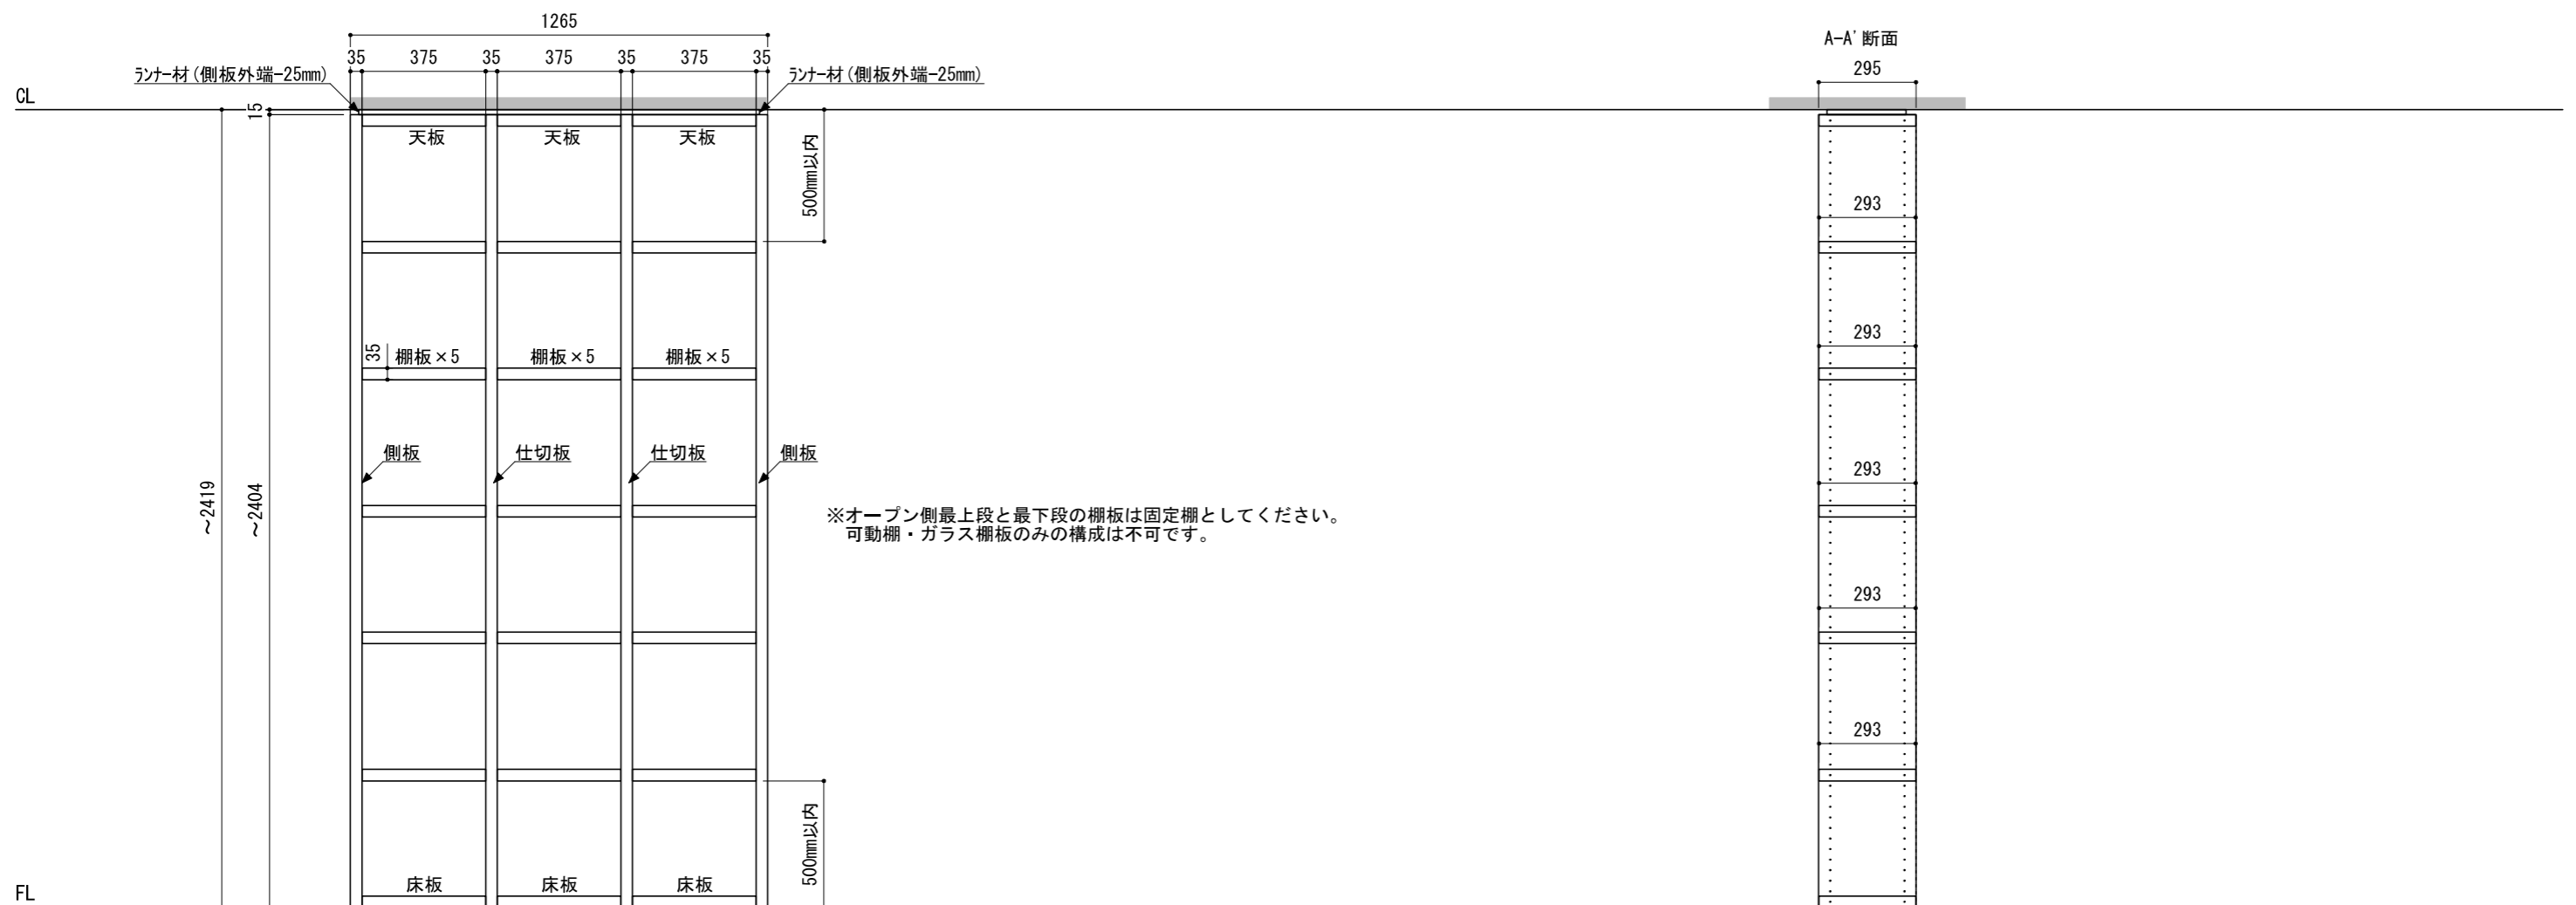 1265
A-A' 断面
35 375 35 375 35 375 35
295
ﾗﾝﾅｰ材(側板外端-25mm)
ﾗﾝﾅｰ材(側板外端-25mm)
CL
15
天板 天板 天板
500mm以内
293
293
35
棚板×5 棚板×5 棚板×5
側板 仕切板 仕切板 側板
293
~2419
~2404
※オープン側最上段と最下段の棚板は固定棚としてください。
可動棚・ガラス棚板のみの構成は不可です。
293
293
500mm以内
床板 床板 床板
FL